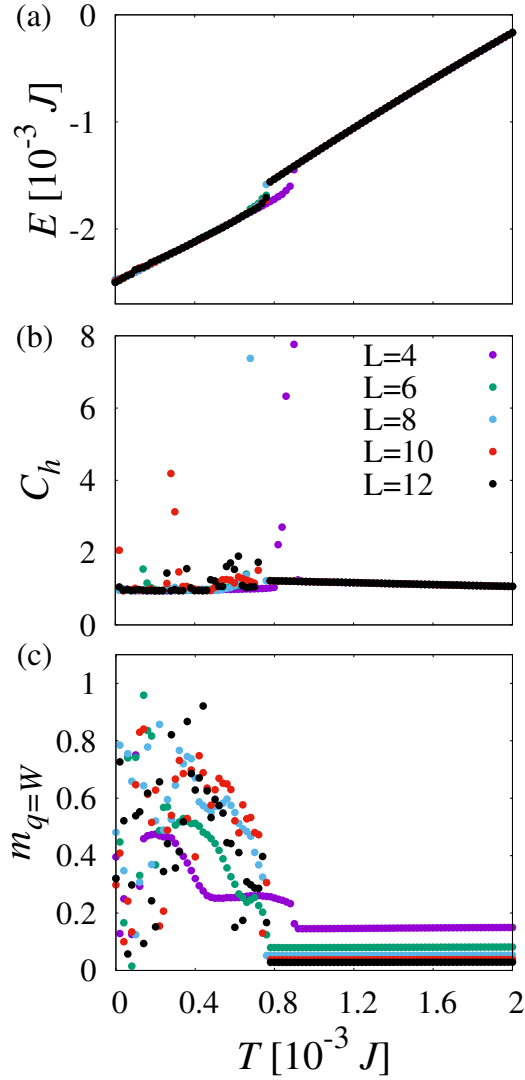 (a)
0
-1
-2
E [10⁻³ J]
(b)
8
6
4
2
0
C_h
L=4
L=6
L=8
L=10
L=12
(c)
1
0.8
0.6
0.4
0.2
0
m_{q=W}
0 0.4 0.8 1.2 1.6 2
T [10⁻³ J]